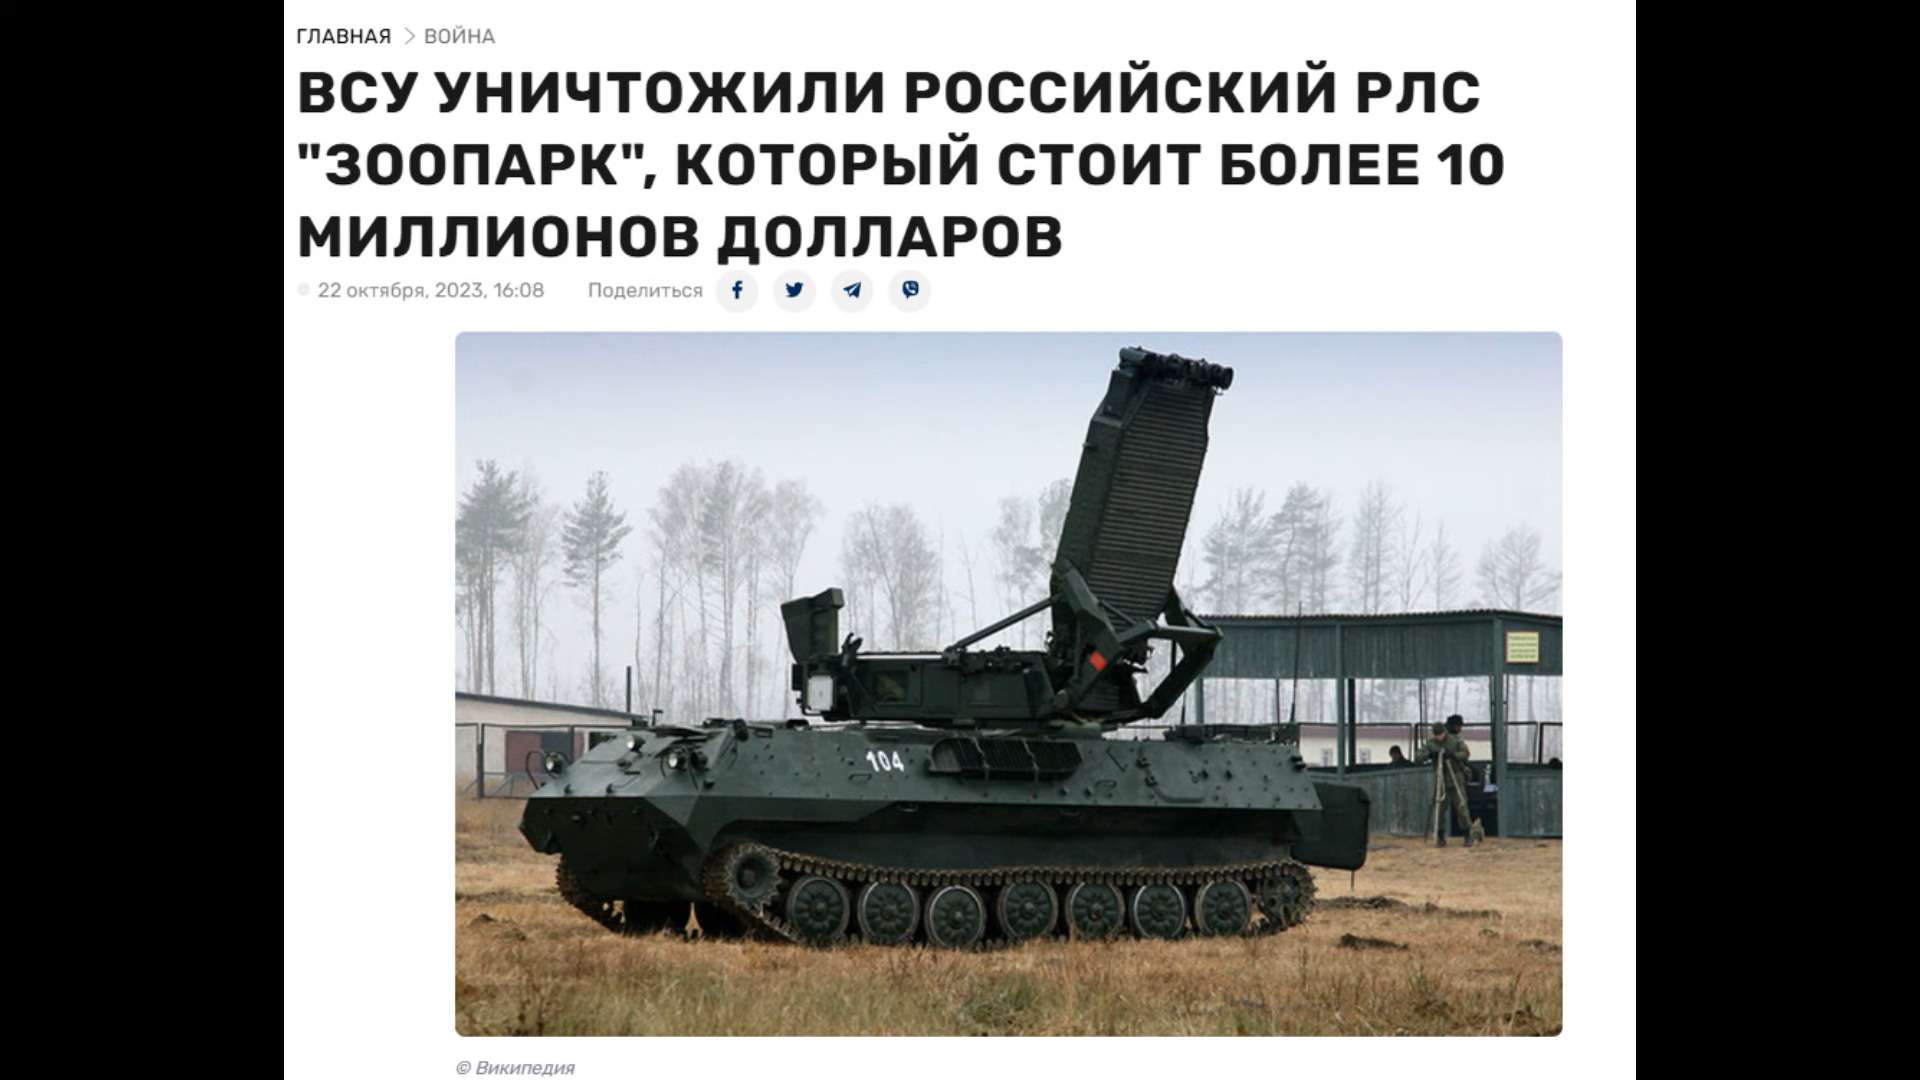 ГЛАВНАЯ > ВОЙНА
ВСУ УНИЧТОЖИЛИ РОССИЙСКИЙ РЛС
"ЗООПАРК", КОТОРЫЙ СТОИТ БОЛЕЕ 10
МИЛЛИОНОВ ДОЛЛАРОВ
22 октября, 2023, 16:08 Поделиться
104
© Википедия